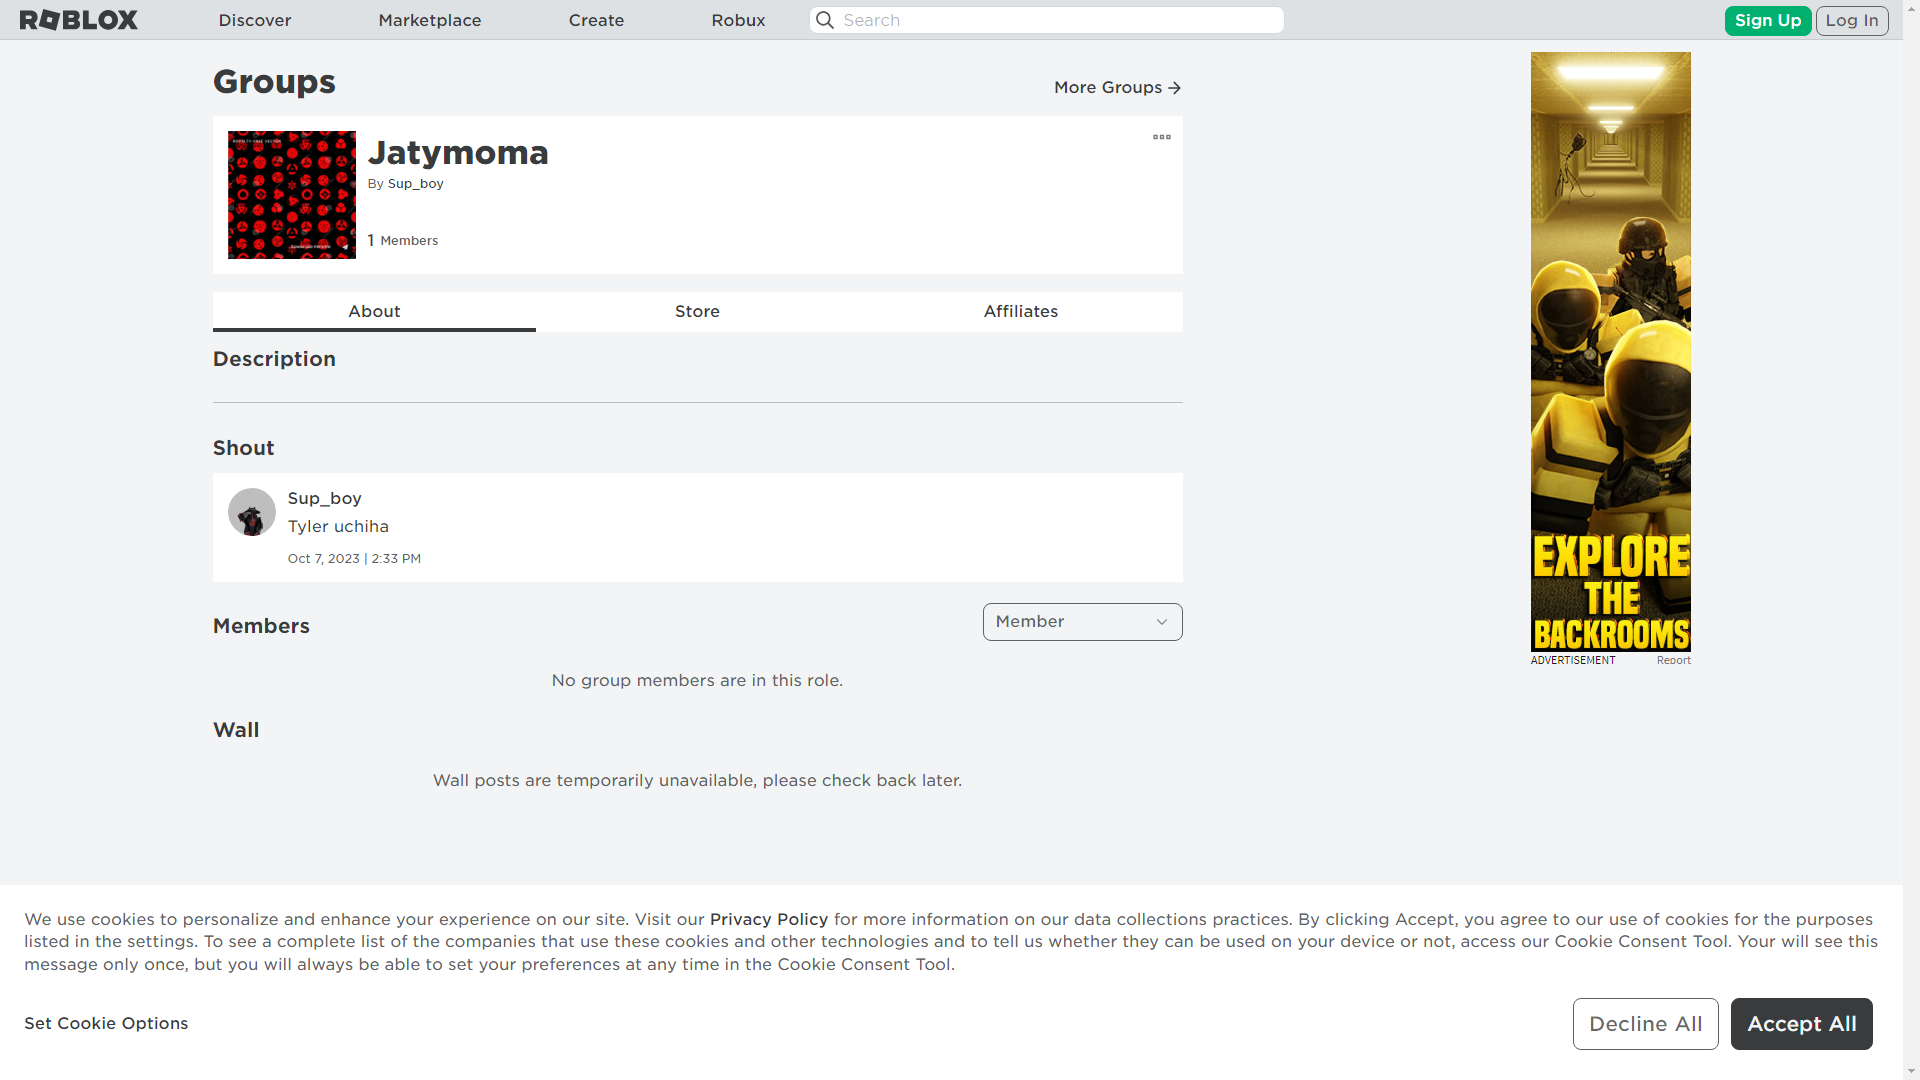 ROBLOX
Discover
Marketplace
Create
Robux
Search
Sign Up
Log In
Groups
More Groups
Jatymoma
By Sup_boy
1 Members
About
Store
Affiliates
Description
Shout
Sup_boy
Tyler uchiha
Oct 7, 2023 | 2:33 PM
Members
Member
No group members are in this role.
Wall
Wall posts are temporarily unavailable, please check back later.
EXPLORE
THE
BACKROOMS
ADVERTISEMENT
Report
We use cookies to personalize and enhance your experience on our site. Visit our Privacy Policy for more information on our data collections practices. By clicking Accept, you agree to our use of cookies for the purposes
listed in the settings. To see a complete list of the companies that use these cookies and other technologies and to tell us whether they can be used on your device or not, access our Cookie Consent Tool. Your will see this
message only once, but you will always be able to set your preferences at any time in the Cookie Consent Tool.
Set Cookie Options
Decline All
Accept All